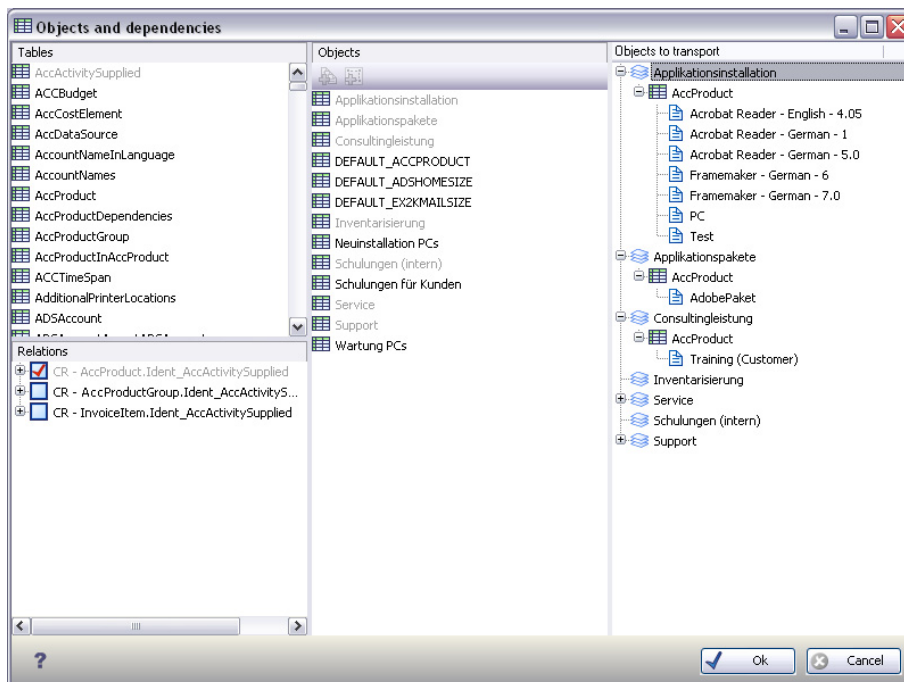 Objects and dependencies
Tables
AccActivitySupplied
ACCBudget
AccCostElement
AccDataSource
AccountNameInLanguage
AccountNames
AccProduct
AccProductDependencies
AccProductGroup
AccProductInAccProduct
ACCTimeSpan
AdditionalPrinterLocations
ADSAccount
Relations
CR - AccProduct.Ident_AccActivitySupplied
CR - AccProductGroup.Ident_AccActivityS...
CR - InvoiceItem.Ident_AccActivitySupplied
Objects
Applikationsinstallation
Applikationspakete
Consultingleistung
DEFAULT_ACCPRODUCT
DEFAULT_ADSHOMESIZE
DEFAULT_EX2KMAILSIZE
Inventarisierung
Neuinstallation PCs
Schulungen (intern)
Schulungen für Kunden
Service
Support
Wartung PCs
Objects to transport
Applikationsinstallation
AccProduct
Acrobat Reader - English - 4.05
Acrobat Reader - German - 1
Acrobat Reader - German - 5.0
Framemaker - German - 6
Framemaker - German - 7.0
PC
Test
Applikationspakete
AccProduct
AdobePaket
Consultingleistung
AccProduct
Training (Customer)
Inventarisierung
Service
Schulungen (intern)
Support
?
Ok
Cancel